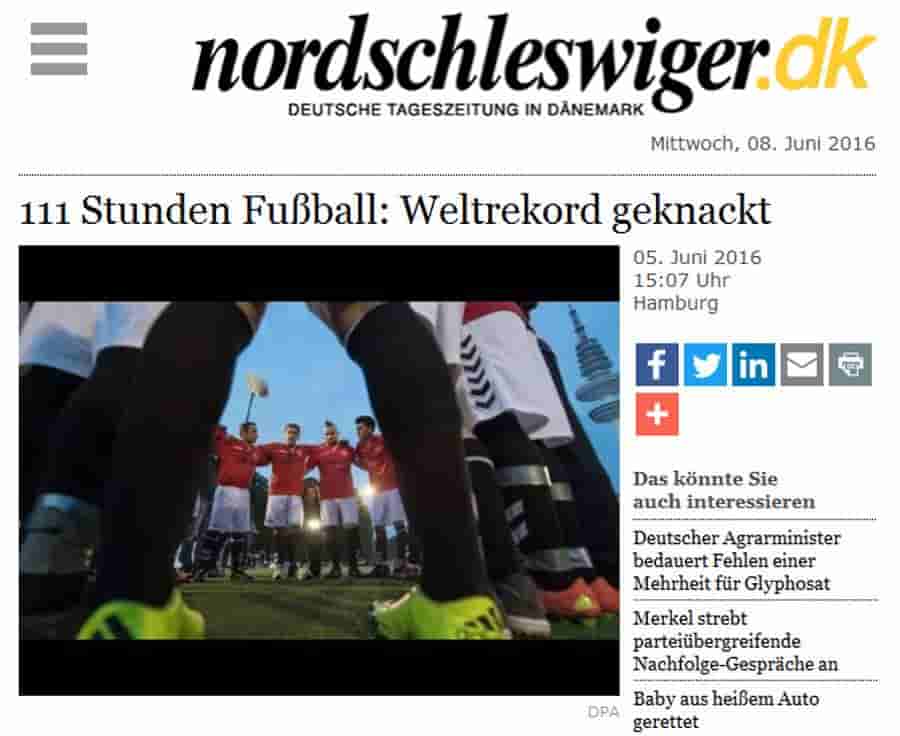 nordschleswiger.dk
DEUTSCHE TAGESZEITUNG IN DÄNEMARK
Mittwoch, 08. Juni 2016
111 Stunden Fußball: Weltrekord geknackt
05. Juni 2016
15:07 Uhr
Hamburg
Das könnte Sie
auch interessieren
Deutscher Agrarminister
bedauert Fehlen einer
Mehrheit für Glyphosat
Merkel strebt
parteiübergreifende
Nachfolge-Gespräche an
Baby aus heißem Auto
gerettet
DPA